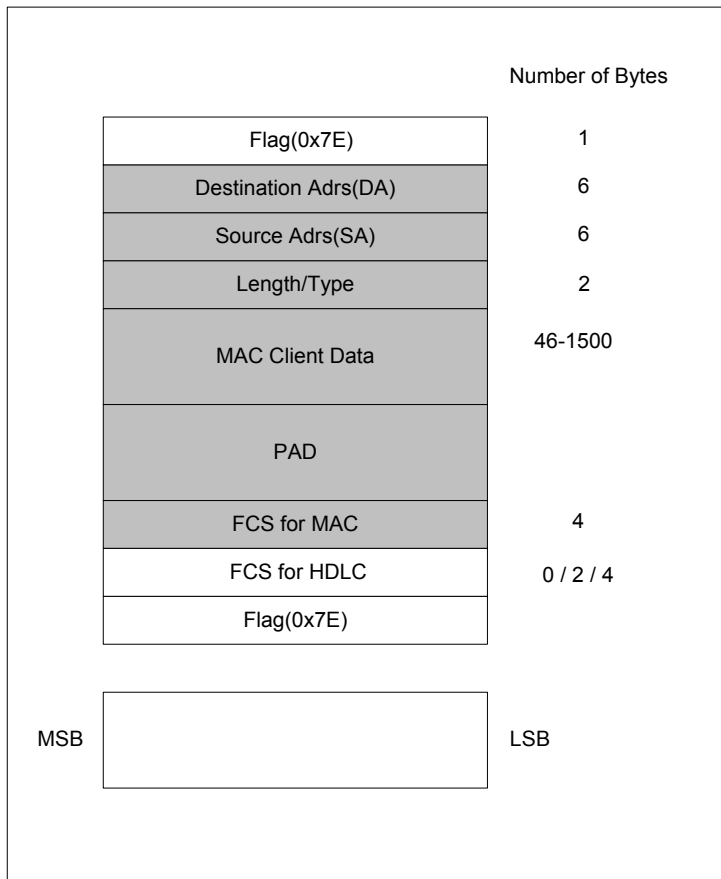 Number of Bytes
Flag(0x7E) 1
Destination Adrs(DA) 6
Source Adrs(SA) 6
Length/Type 2
MAC Client Data 46-1500
PAD
FCS for MAC 4
FCS for HDLC 0 / 2 / 4
Flag(0x7E)
MSB LSB